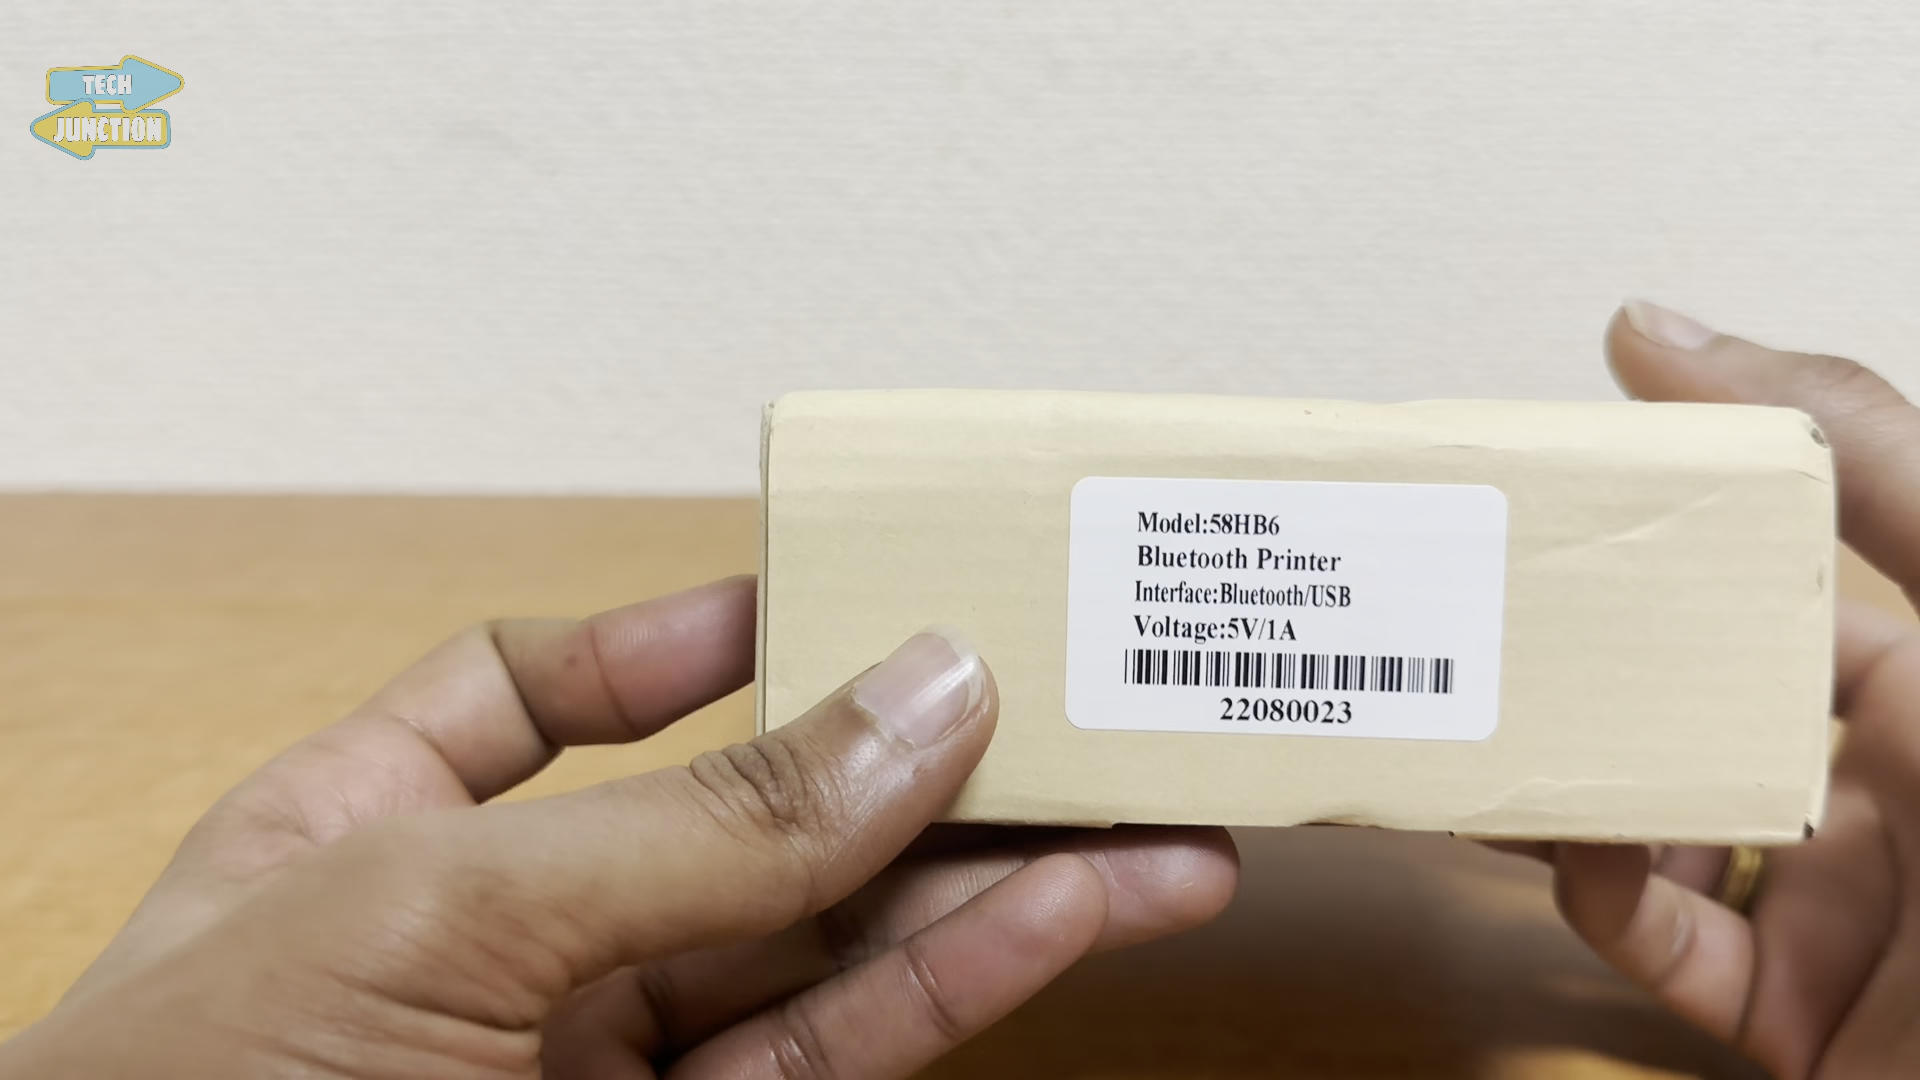 TECH
JUNCTION
Model:58HB6
Bluetooth Printer
Interface:Bluetooth/USB
Voltage:5V/1A
22080023